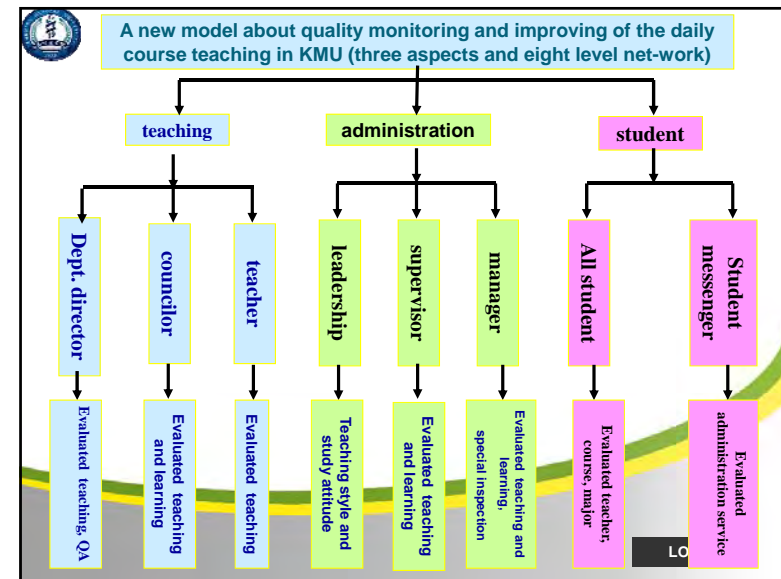 A new model about quality monitoring and improving of the daily
course teaching in KMU (three aspects and eight level net-work)
teaching
administration
student
Dept. director
councilor
teacher
leadership
supervisor
manager
All student
Student
messenger
Evaluated teaching, QA
Evaluated teaching
and learning
Evaluated teaching
Teaching style and
study attitude
Evaluated teaching
and learning
Evaluated teaching and
learning,
special inspection
Evaluated teacher,
course, major
Evaluated
administration service
LO